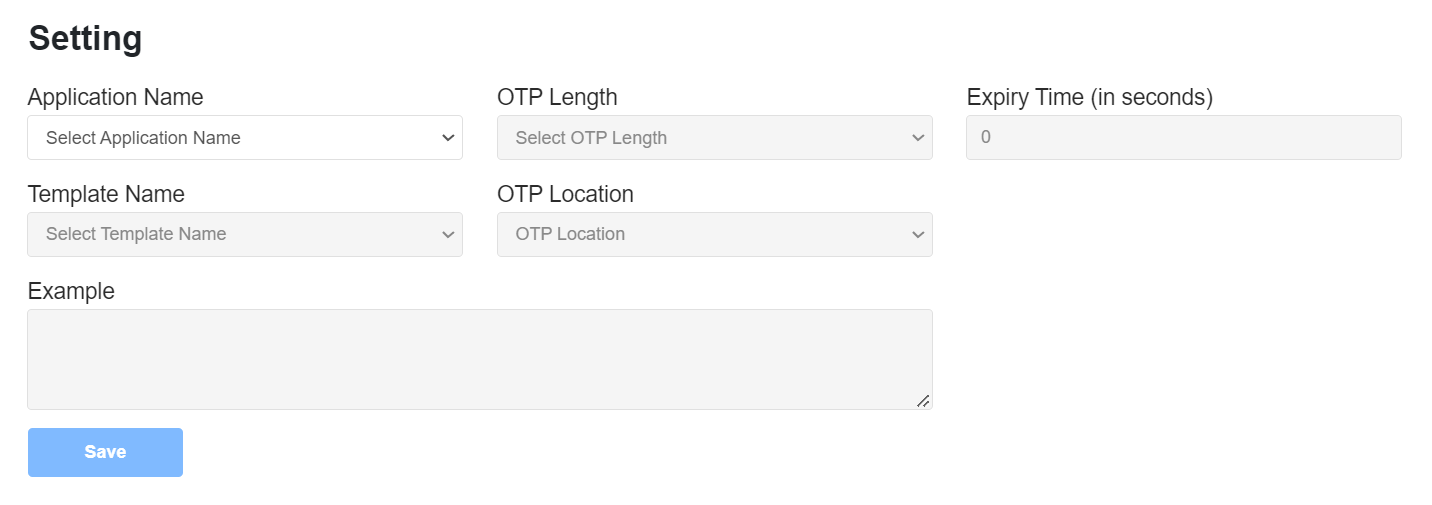 Setting
Application Name
Select Application Name
OTP Length
Select OTP Length
Expiry Time (in seconds)
0
Template Name
Select Template Name
OTP Location
OTP Location
Example
Save